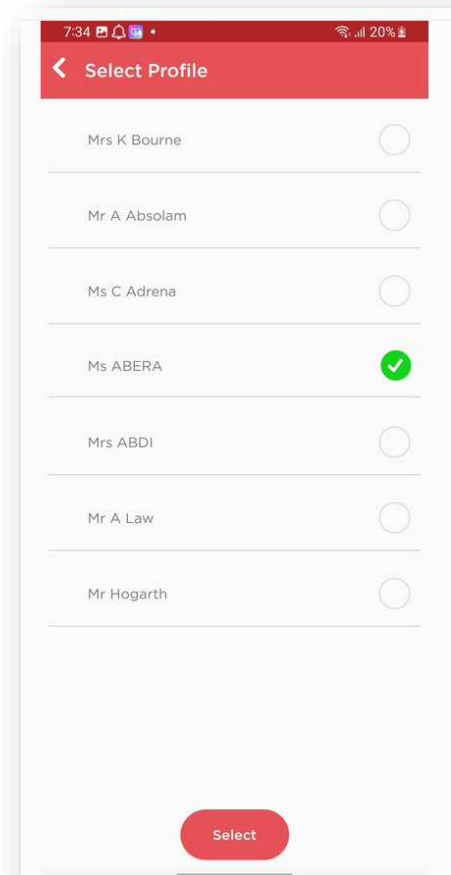 7:34 20%
Select Profile
Mrs K Bourne
Mr A Absolam
Ms C Adrena
Ms ABERA
Mrs ABDI
Mr A Law
Mr Hogarth
Select